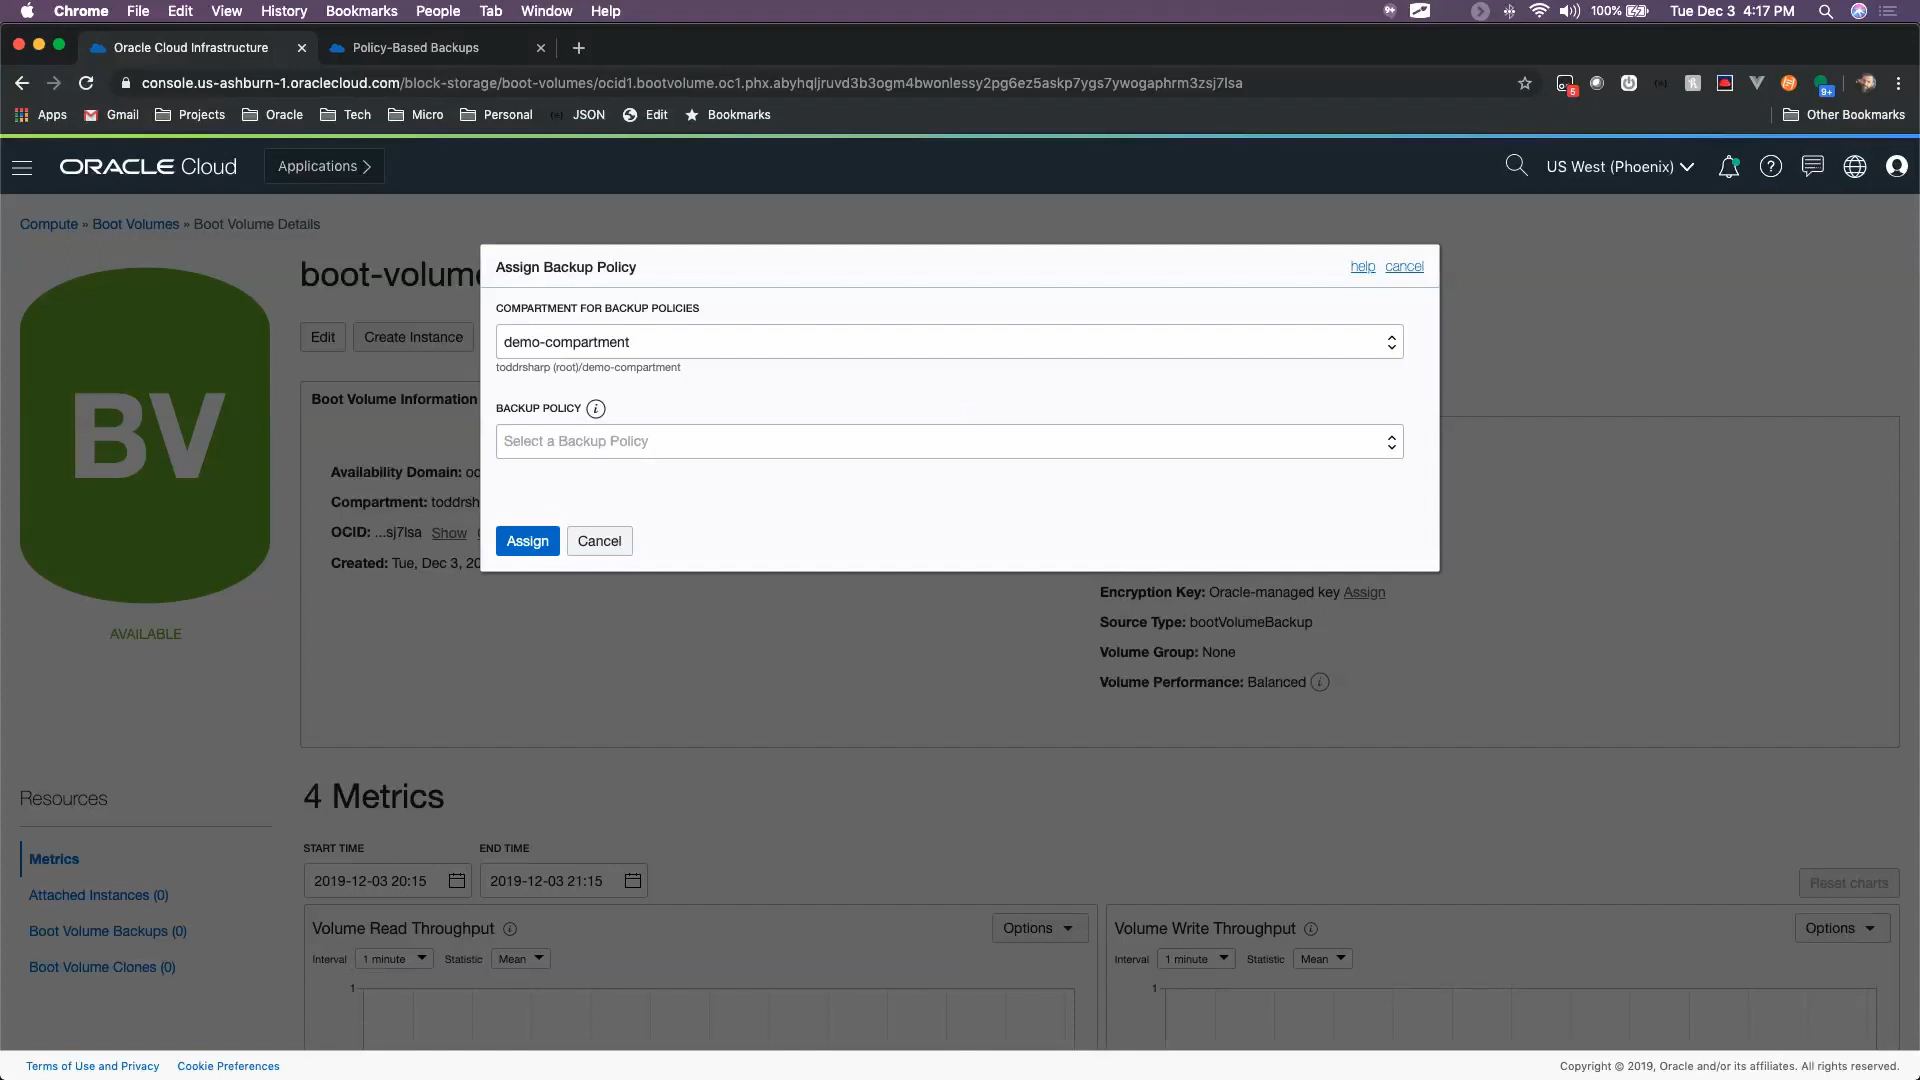 Chrome File Edit View History Bookmarks People Tab Window Help 100% Tue Dec 3 4:17 PM
Oracle Cloud Infrastructure Policy-Based Backups
console.us-ashburn-1.oraclecloud.com/block-storage/boot-volumes/ocid1.bootvolume.oc1.phx.abyhqljruvd3b3ogm4bwonlessy2pg6ez5askp7ygs7ywogaphrm3zsj7lsa
Apps Gmail Projects Oracle Tech Micro Personal JSON Edit Bookmarks Other Bookmarks
ORACLE Cloud Applications US West (Phoenix)
Compute » Boot Volumes » Boot Volume Details
boot-volume
BV
AVAILABLE
Edit Create Instance
Boot Volume Information
Availability Domain: oc
Compartment: toddrsh
OCID: ...sj7lsa Show
Created: Tue, Dec 3, 20
Assign Backup Policy help cancel
COMPARTMENT FOR BACKUP POLICIES
demo-compartment
toddrsharp (root)/demo-compartment
BACKUP POLICY
Select a Backup Policy
Assign Cancel
Encryption Key: Oracle-managed key Assign
Source Type: bootVolumeBackup
Volume Group: None
Volume Performance: Balanced
Resources
Metrics
Attached Instances (0)
Boot Volume Backups (0)
Boot Volume Clones (0)
4 Metrics
START TIME END TIME
2019-12-03 20:15 2019-12-03 21:15
Reset charts
Volume Read Throughput Options
Interval 1 minute Statistic Mean
1
Volume Write Throughput Options
Interval 1 minute Statistic Mean
1
Terms of Use and Privacy Cookie Preferences
Copyright © 2019, Oracle and/or its affiliates. All rights reserved.